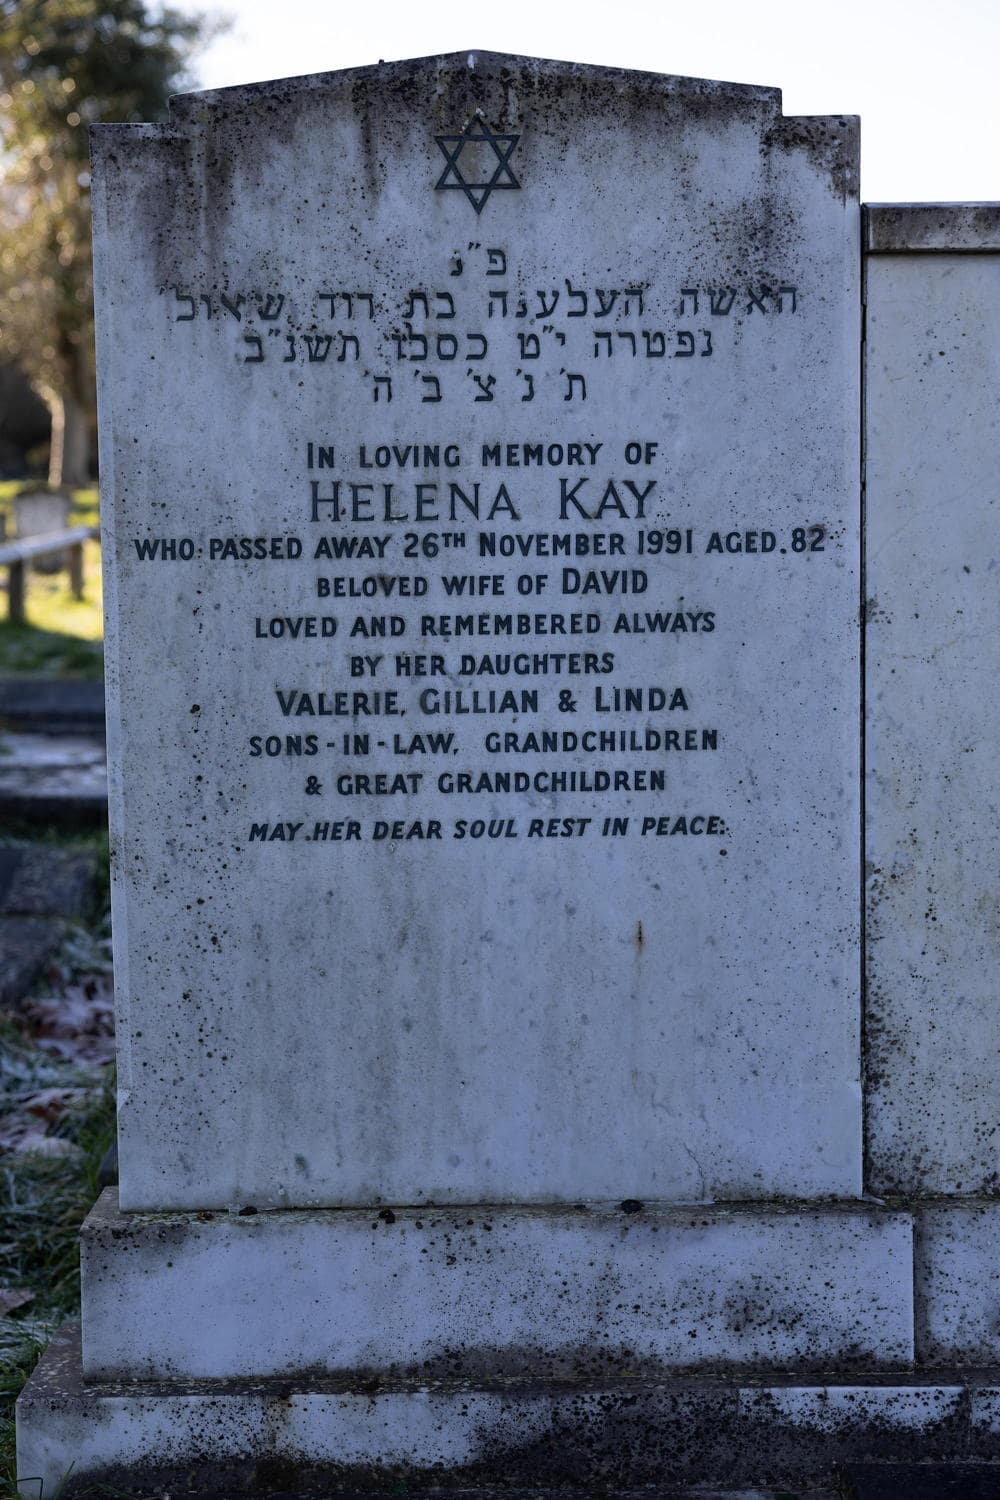 פ״נ
האשה העלענה בת דוד שאול
נפטרה י״ט כסלו תשנ״ב
ת׳ נ׳ צ׳ ב׳ ה׳
IN LOVING MEMORY OF
HELENA KAY
WHO PASSED AWAY 26TH NOVEMBER 1991 AGED 82
BELOVED WIFE OF DAVID
LOVED AND REMEMBERED ALWAYS
BY HER DAUGHTERS
VALERIE, GILLIAN & LINDA
SONS-IN-LAW, GRANDCHILDREN
& GREAT GRANDCHILDREN
MAY HER DEAR SOUL REST IN PEACE.